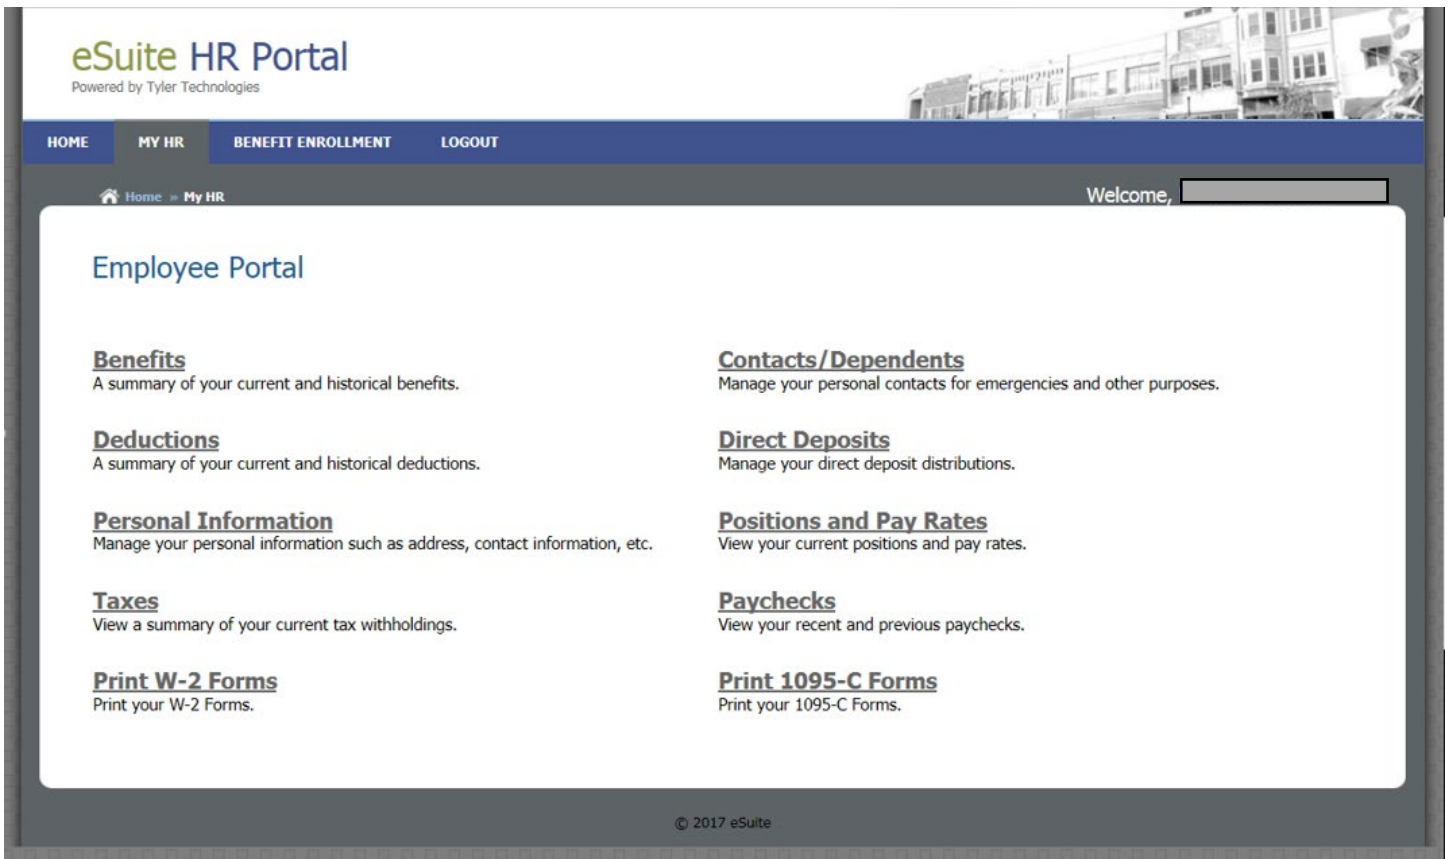 eSuite HR Portal
Powered by Tyler Technologies
HOME MY HR BENEFIT ENROLLMENT LOGOUT
Home » My HR
Welcome,
Employee Portal
Benefits
A summary of your current and historical benefits.
Contacts/Dependents
Manage your personal contacts for emergencies and other purposes.
Deductions
A summary of your current and historical deductions.
Direct Deposits
Manage your direct deposit distributions.
Personal Information
Manage your personal information such as address, contact information, etc.
Positions and Pay Rates
View your current positions and pay rates.
Taxes
View a summary of your current tax withholdings.
Paychecks
View your recent and previous paychecks.
Print W-2 Forms
Print your W-2 Forms.
Print 1095-C Forms
Print your 1095-C Forms.
© 2017 eSuite